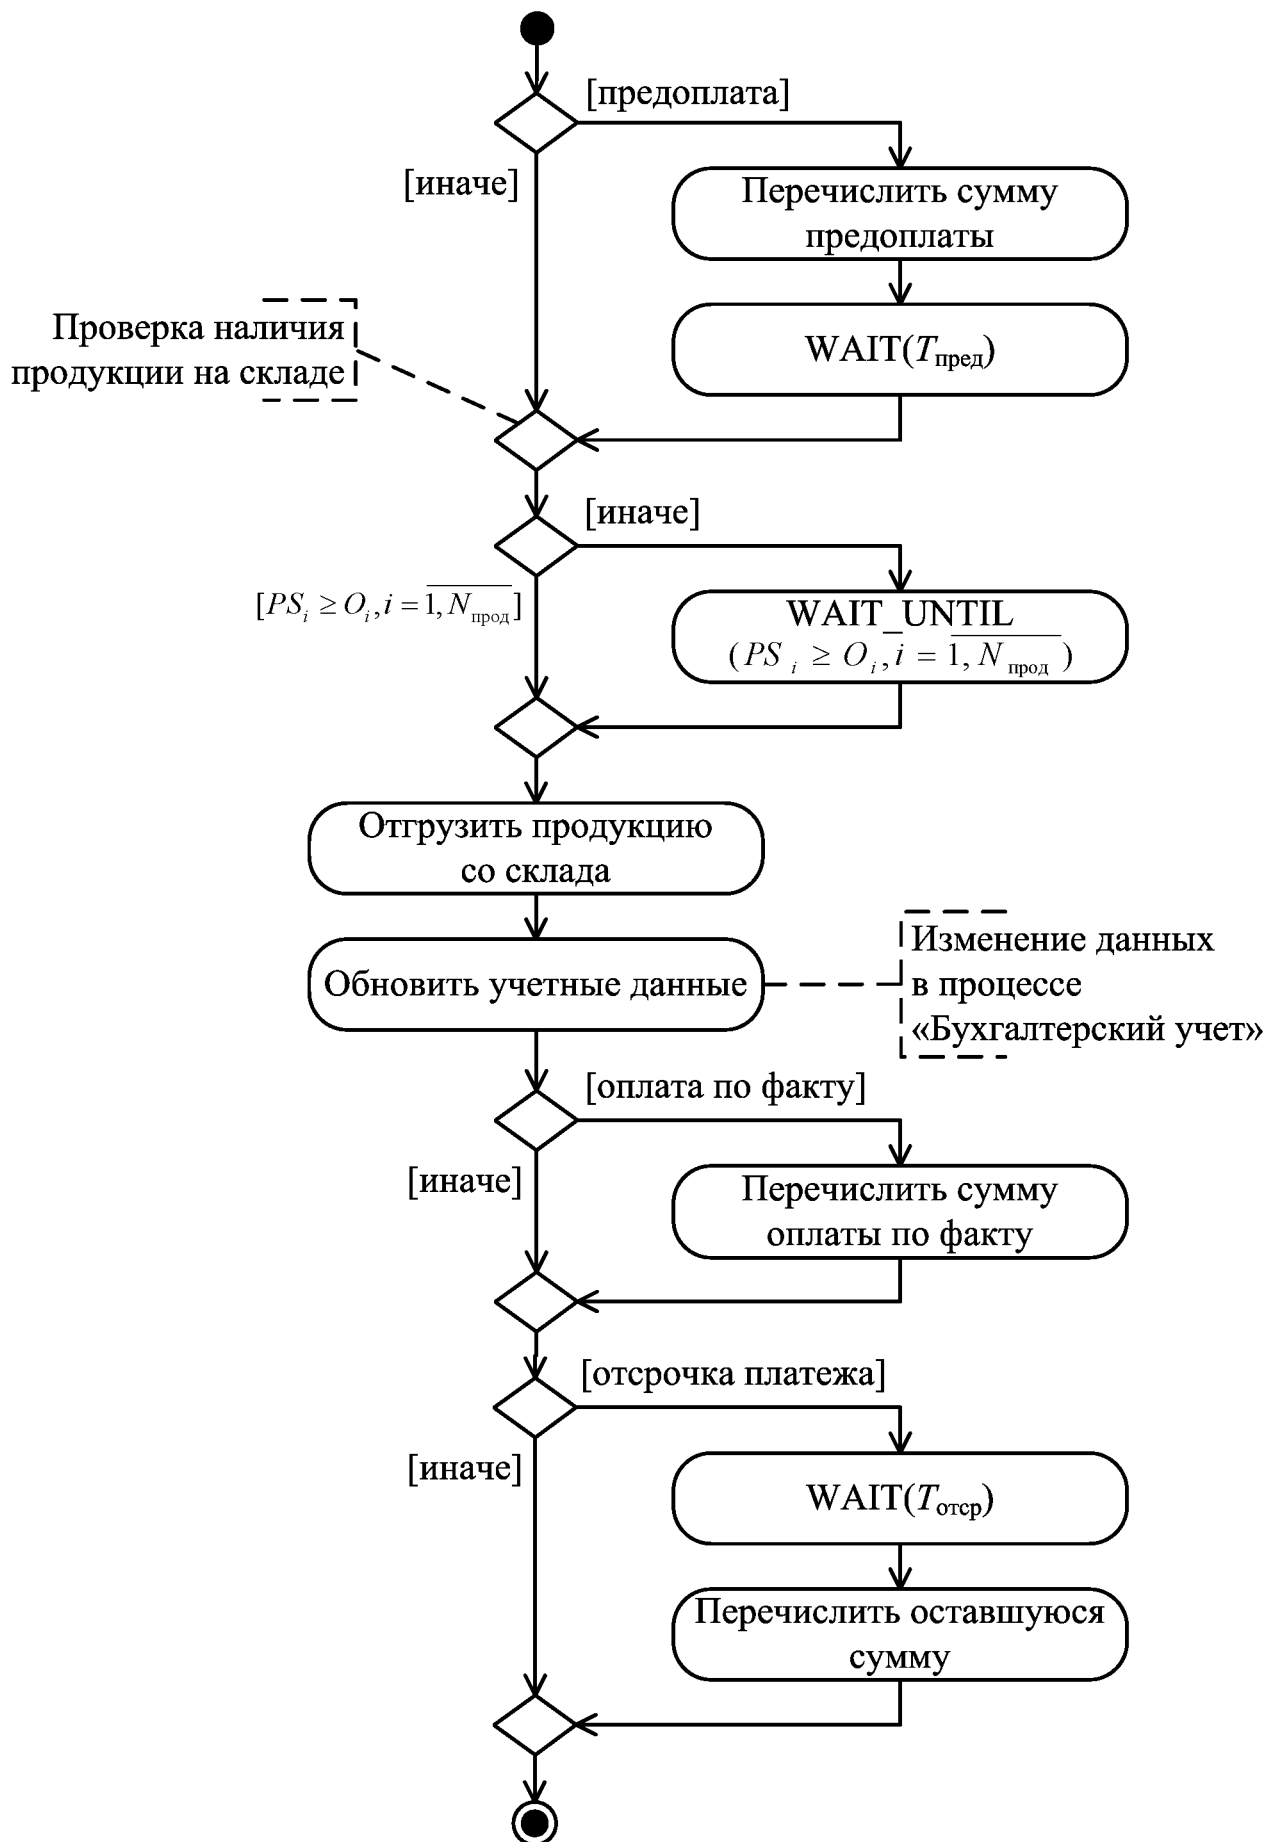 [предоплата]
[иначе]
Перечислить сумму
предоплаты
WAIT(Tпред)
Проверка наличия
продукции на складе
[иначе]
[PSᵢ ≥ Oᵢ, i = 1, Nпрод]
WAIT_UNTIL
(PSᵢ ≥ Oᵢ, i = 1, Nпрод)
Отгрузить продукцию
со склада
Обновить учетные данные
Изменение данных
в процессе
«Бухгалтерский учет»
[оплата по факту]
[иначе]
Перечислить сумму
оплаты по факту
[отсрочка платежа]
[иначе]
WAIT(Tотср)
Перечислить оставшуюся
сумму